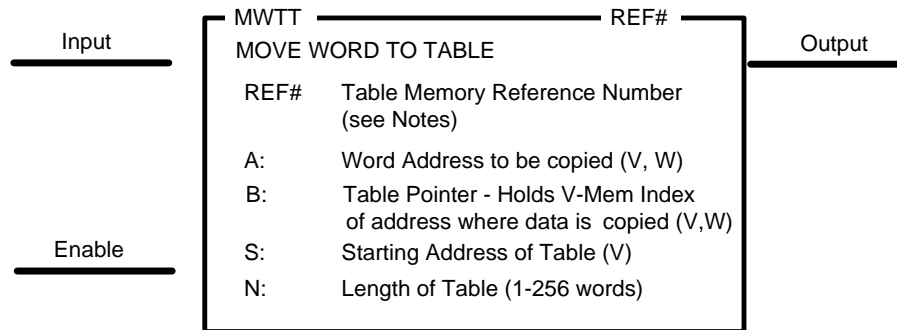 MWTT REF#
Input
Output
MOVE WORD TO TABLE
REF# Table Memory Reference Number
(see Notes)
A: Word Address to be copied (V, W)
B: Table Pointer - Holds V-Mem Index
of address where data is copied (V,W)
Enable
S: Starting Address of Table (V)
N: Length of Table (1-256 words)